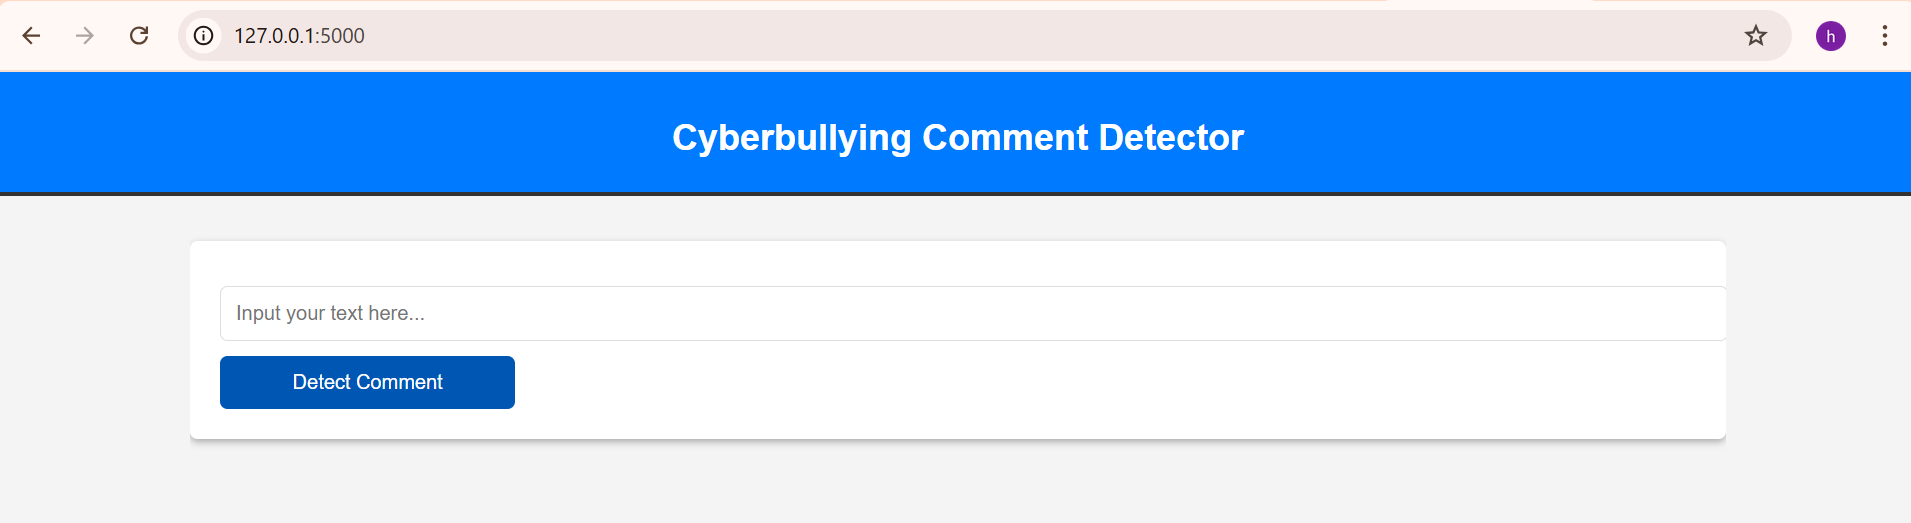 127.0.0.1:5000
h
Cyberbullying Comment Detector
Input your text here...
Detect Comment